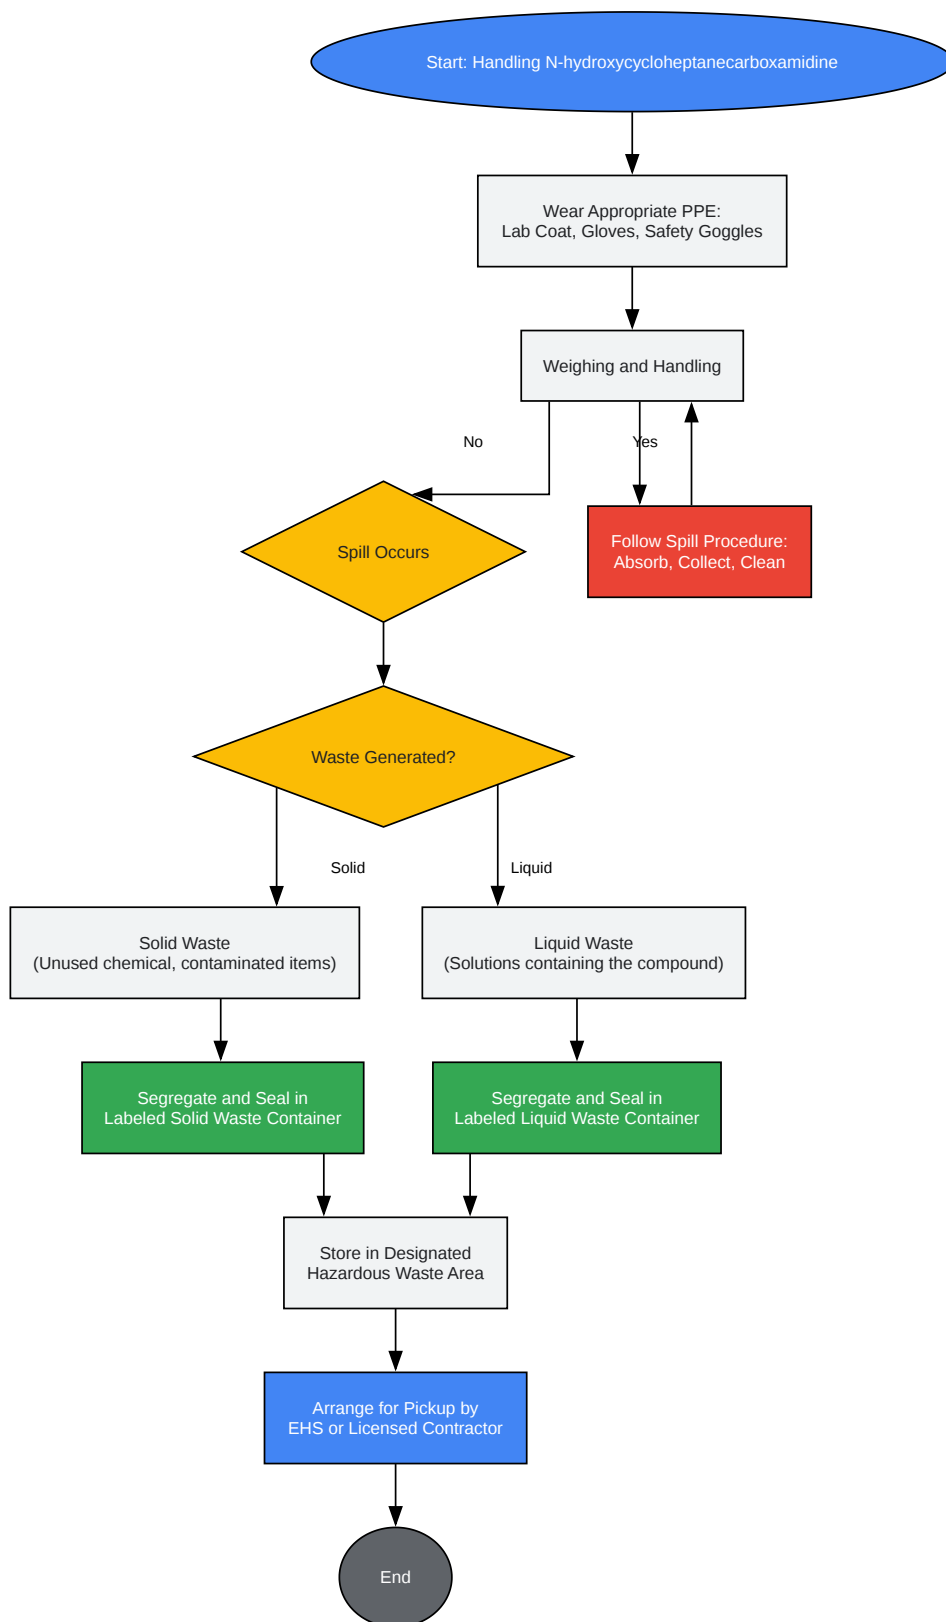 Start: Handling N-hydroxycycloheptanecarboxamidine
Wear Appropriate PPE:
Lab Coat, Gloves, Safety Goggles
Weighing and Handling
No
Yes
Spill Occurs
Follow Spill Procedure:
Absorb, Collect, Clean
Waste Generated?
Solid
Liquid
Solid Waste
(Unused chemical, contaminated items)
Liquid Waste
(Solutions containing the compound)
Segregate and Seal in
Labeled Solid Waste Container
Segregate and Seal in
Labeled Liquid Waste Container
Store in Designated
Hazardous Waste Area
Arrange for Pickup by
EHS or Licensed Contractor
End